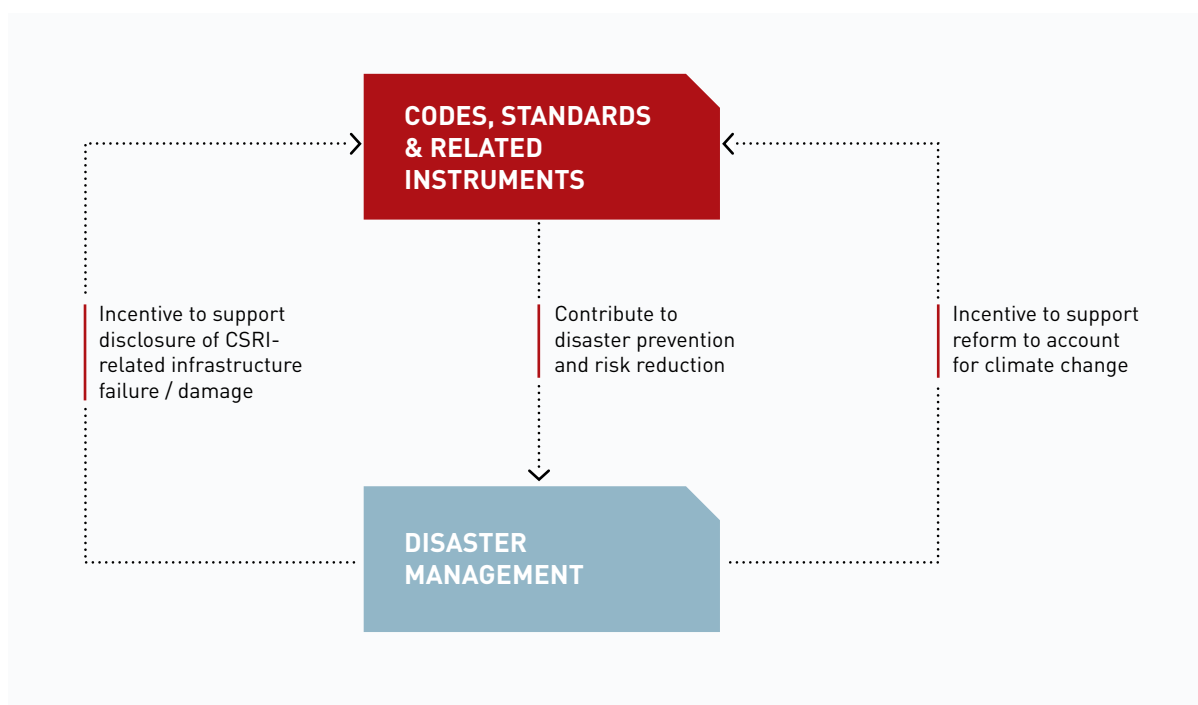 CODES, STANDARDS
& RELATED
INSTRUMENTS
Incentive to support
disclosure of CSRI-
related infrastructure
failure / damage
Contribute to
disaster prevention
and risk reduction
Incentive to support
reform to account
for climate change
DISASTER
MANAGEMENT